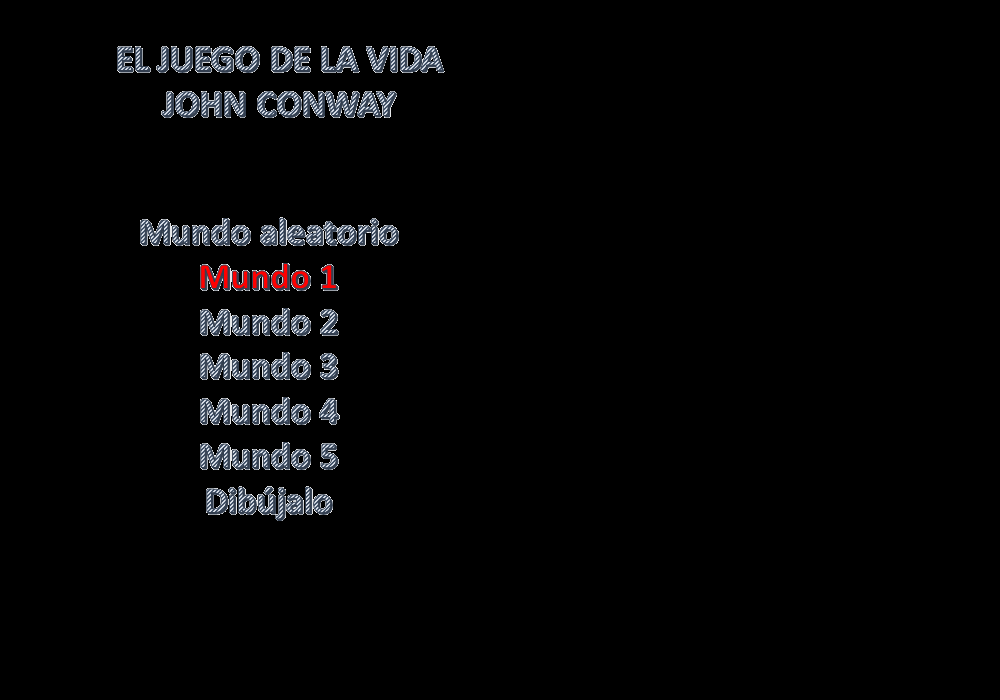 EL JUEGO DE LA VIDA
JOHN CONWAY
Mundo aleatorio
Mundo 1
Mundo 2
Mundo 3
Mundo 4
Mundo 5
Dibújalo